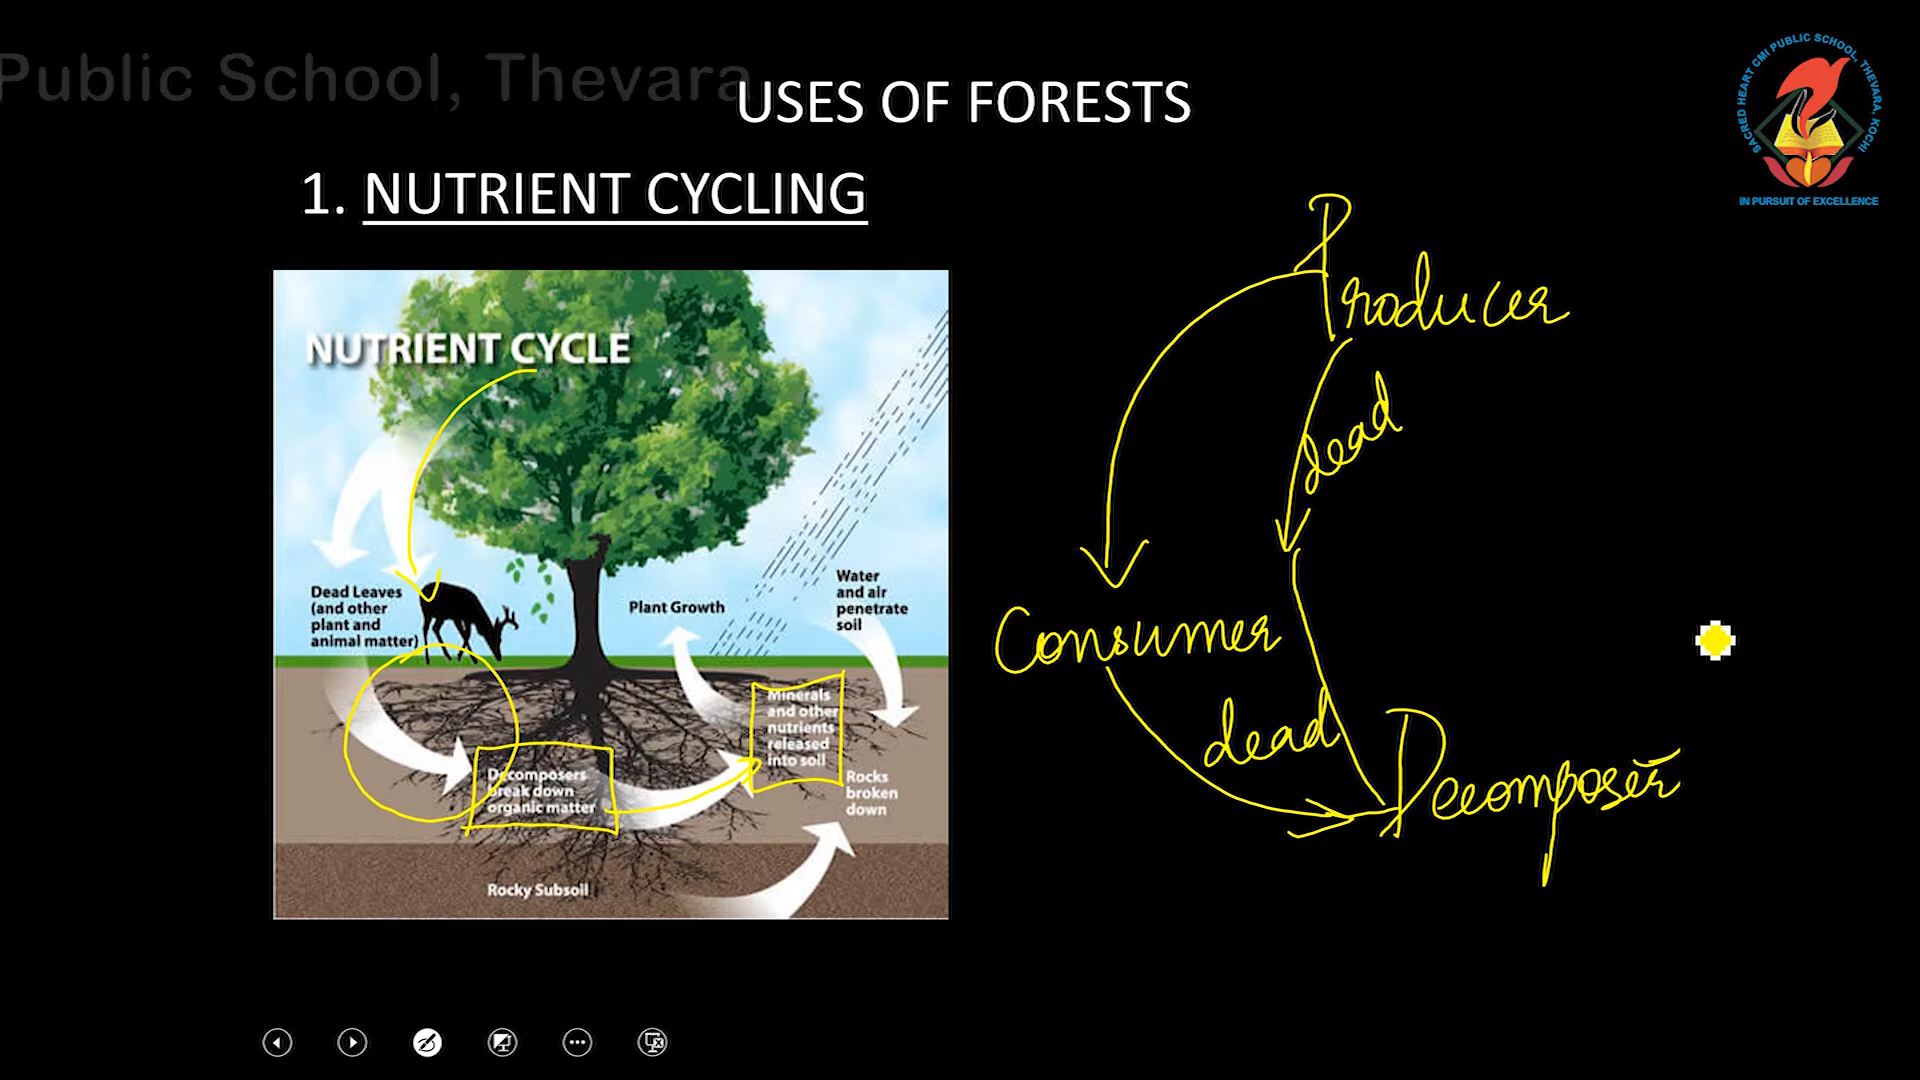 Public School, Thevara
USES OF FORESTS
SACRED HEART CMI PUBLIC SCHOOL, THEVARA, KOCHI
IN PURSUIT OF EXCELLENCE
1. NUTRIENT CYCLING
NUTRIENT CYCLE
Dead Leaves
(and other
plant and
animal matter)
Plant Growth
Water
and air
penetrate
soil
Minerals
and other
nutrients
released
into soil
Decomposers
break down
organic matter
Rocks
broken
down
Rocky Subsoil
Producer
dead
Consumer
dead
Decomposer